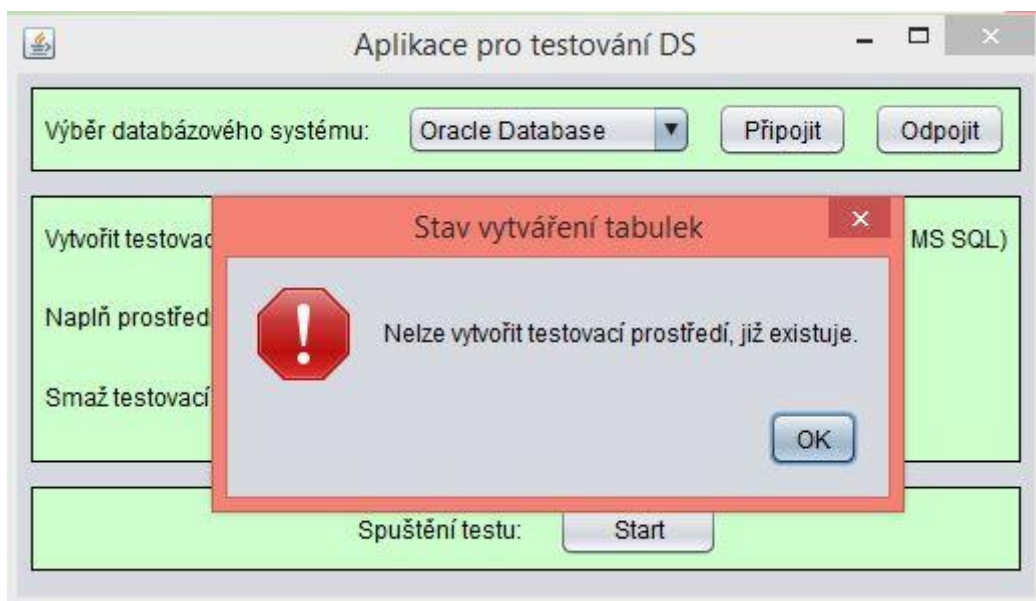 Aplikace pro testování DS
Výběr databázového systému: Oracle Database Připojit Odpojit
Stav vytváření tabulek
Vytvořit testovac MS SQL)
Naplň prostřed
Nelze vytvořit testovací prostředí, již existuje.
Smaž testovací
OK
Spuštění testu: Start